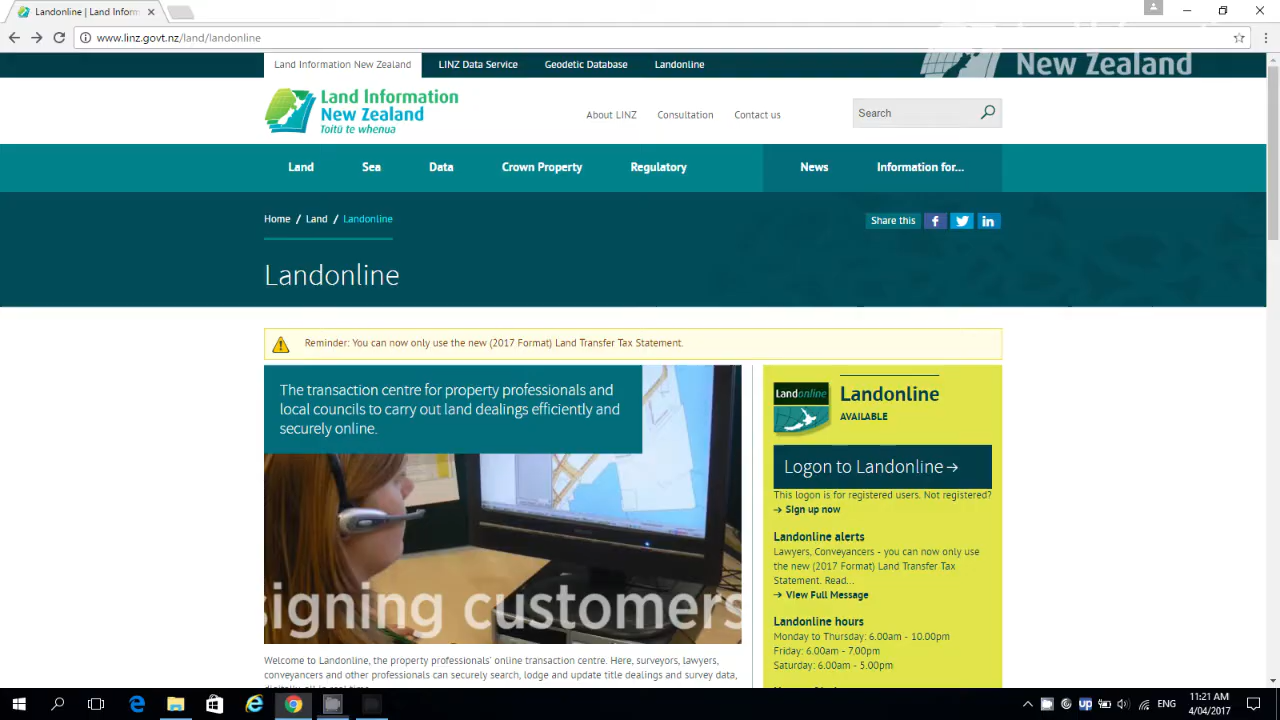 Landonline | Land Inform
www.linz.govt.nz/land/landonline
Land Information New Zealand
LINZ Data Service
Geodetic Database
Landonline
New Zealand
Land Information
New Zealand
Toitū te whenua
About LINZ
Consultation
Contact us
Search
Land
Sea
Data
Crown Property
Regulatory
News
Information for...
Home / Land / Landonline
Share this
Landonline
Reminder: You can now only use the new (2017 Format) Land Transfer Tax Statement.
The transaction centre for property professionals and
local councils to carry out land dealings efficiently and
securely online.
signing customers
Welcome to Landonline, the property professionals' online transaction centre. Here, surveyors, lawyers,
conveyancers and other professionals can securely search, lodge and update title dealings and survey data,
Landonline
Landonline
AVAILABLE
Logon to Landonline →
This logon is for registered users. Not registered?
→ Sign up now
Landonline alerts
Lawyers, Conveyancers - you can now only use
the new (2017 Format) Land Transfer Tax
Statement. Read...
→ View Full Message
Landonline hours
Monday to Thursday: 6.00am - 10.00pm
Friday: 6.00am - 7.00pm
Saturday: 6.00am - 5.00pm
up
ENG
11:21 AM
4/04/2017